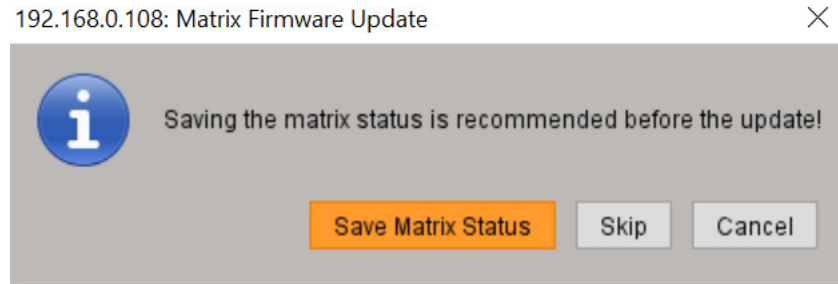 192.168.0.108: Matrix Firmware Update
Saving the matrix status is recommended before the update!
Save Matrix Status Skip Cancel